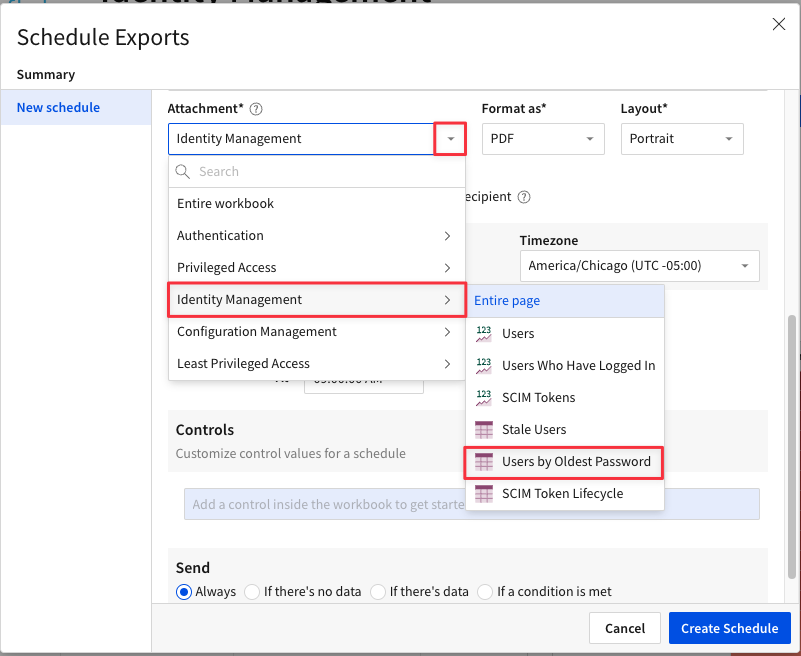 Identity Management
Schedule Exports
Summary
New schedule
Attachment* Format as* Layout*
Identity Management PDF Portrait
Search
Entire workbook
ecipient
Authentication
Timezone
Privileged Access
America/Chicago (UTC -05:00)
Identity Management
Entire page
Configuration Management
123 Users
Least Privileged Access
123 Users Who Have Logged In
123 SCIM Tokens
Controls
Stale Users
Customize control values for a schedule
Users by Oldest Password
SCIM Token Lifecycle
Add a control inside the workbook to get starte
Send
Always If there's no data If there's data If a condition is met
Cancel Create Schedule